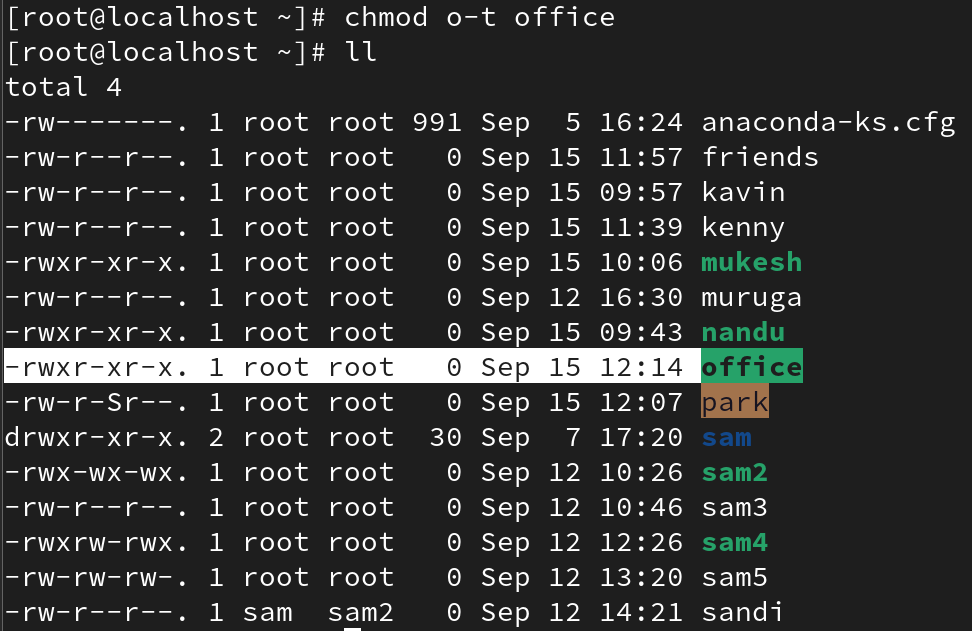 [root@localhost ~]# chmod o-t office
[root@localhost ~]# ll
total 4
-rw-------. 1 root root 991 Sep  5 16:24 anaconda-ks.cfg
-rw-r--r--. 1 root root   0 Sep 15 11:57 friends
-rw-r--r--. 1 root root   0 Sep 15 09:57 kavin
-rw-r--r--. 1 root root   0 Sep 15 11:39 kenny
-rwxr-xr-x. 1 root root   0 Sep 15 10:06 mukesh
-rw-r--r--. 1 root root   0 Sep 12 16:30 muruga
-rwxr-xr-x. 1 root root   0 Sep 15 09:43 nandu
-rwxr-xr-x. 1 root root   0 Sep 15 12:14 office
-rw-r-Sr--. 1 root root   0 Sep 15 12:07 park
drwxr-xr-x. 2 root root  30 Sep  7 17:20 sam
-rwx-wx-wx. 1 root root   0 Sep 12 10:26 sam2
-rw-r--r--. 1 root root   0 Sep 12 10:46 sam3
-rwxrw-rwx. 1 root root   0 Sep 12 12:26 sam4
-rw-rw-rw-. 1 root root   0 Sep 12 13:20 sam5
-rw-r--r--. 1 sam  sam2   0 Sep 12 14:21 sandi